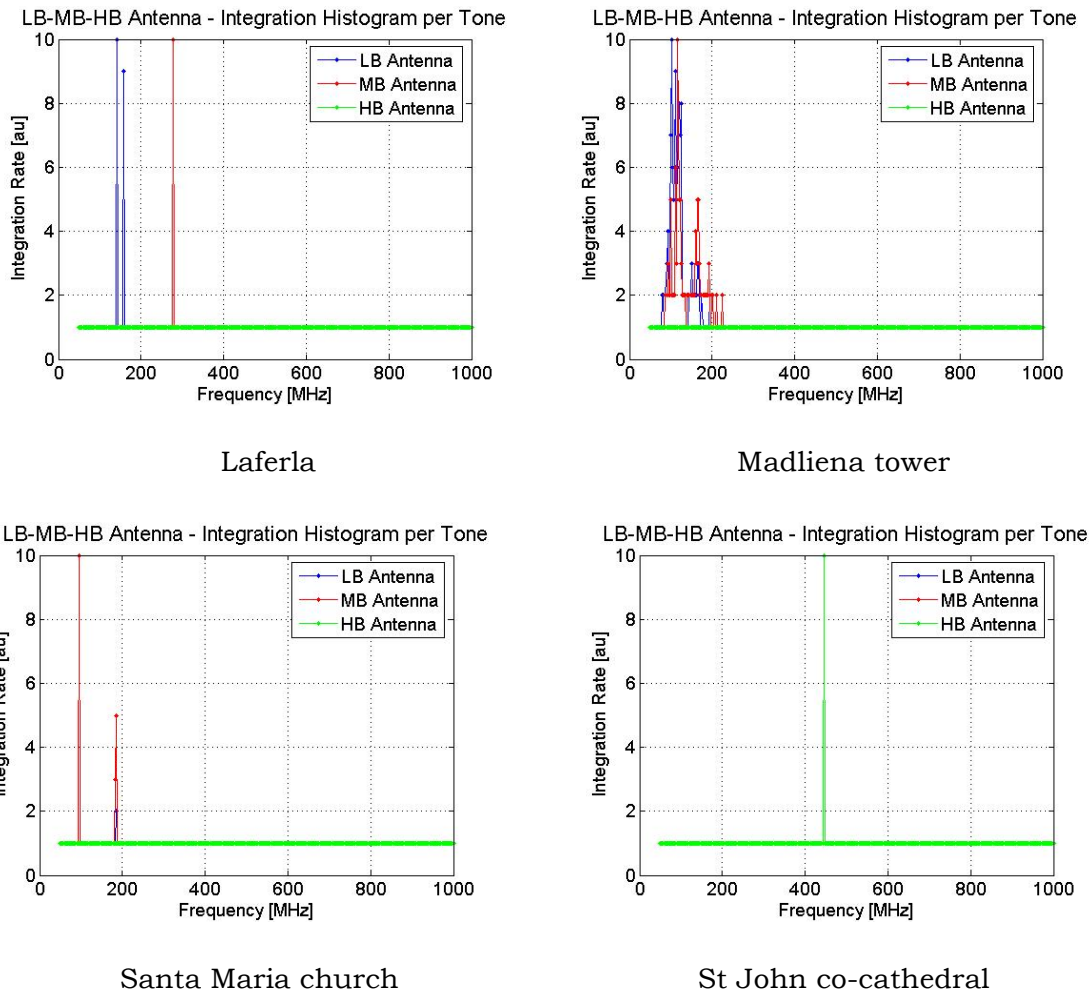 LB-MB-HB Antenna - Integration Histogram per Tone
10
8
6
4
2
0
Integration Rate [au]
LB Antenna
MB Antenna
HB Antenna
0 200 400 600 800 1000
Frequency [MHz]
Laferla
LB-MB-HB Antenna - Integration Histogram per Tone
10
8
6
4
2
0
Integration Rate [au]
LB Antenna
MB Antenna
HB Antenna
0 200 400 600 800 1000
Frequency [MHz]
Madliena tower
LB-MB-HB Antenna - Integration Histogram per Tone
10
8
6
4
2
0
Integration Rate [au]
LB Antenna
MB Antenna
HB Antenna
0 200 400 600 800 1000
Frequency [MHz]
Santa Maria church
LB-MB-HB Antenna - Integration Histogram per Tone
10
8
6
4
2
0
Integration Rate [au]
LB Antenna
MB Antenna
HB Antenna
0 200 400 600 800 1000
Frequency [MHz]
St John co-cathedral